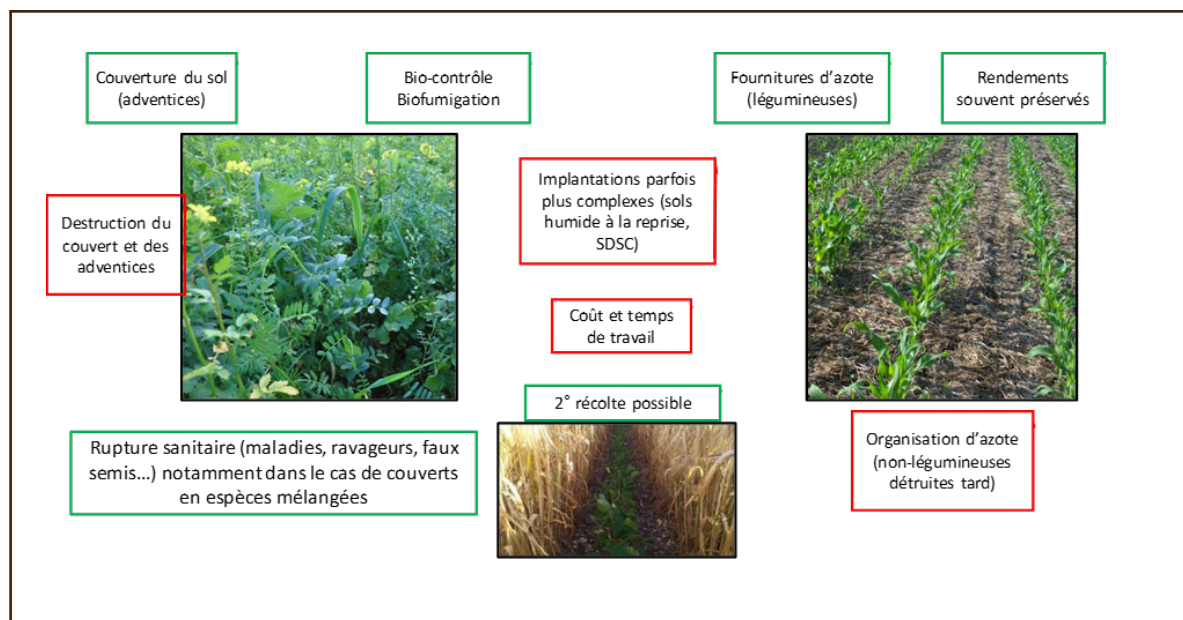 Couverture du sol
(adventices)
Bio-contrôle
Biofumigation
Fournitures d'azote
(légumineuses)
Rendements
souvent préservés
Destruction du
couvert et des
adventices
Implantations parfois
plus complexes (sols
humide à la reprise,
SDSC)
Coût et temps
de travail
2° récolte possible
Rupture sanitaire (maladies, ravageurs, faux
semis...) notamment dans le cas de couverts
en espèces mélangées
Organisation d'azote
(non-légumineuses
détruites tard)